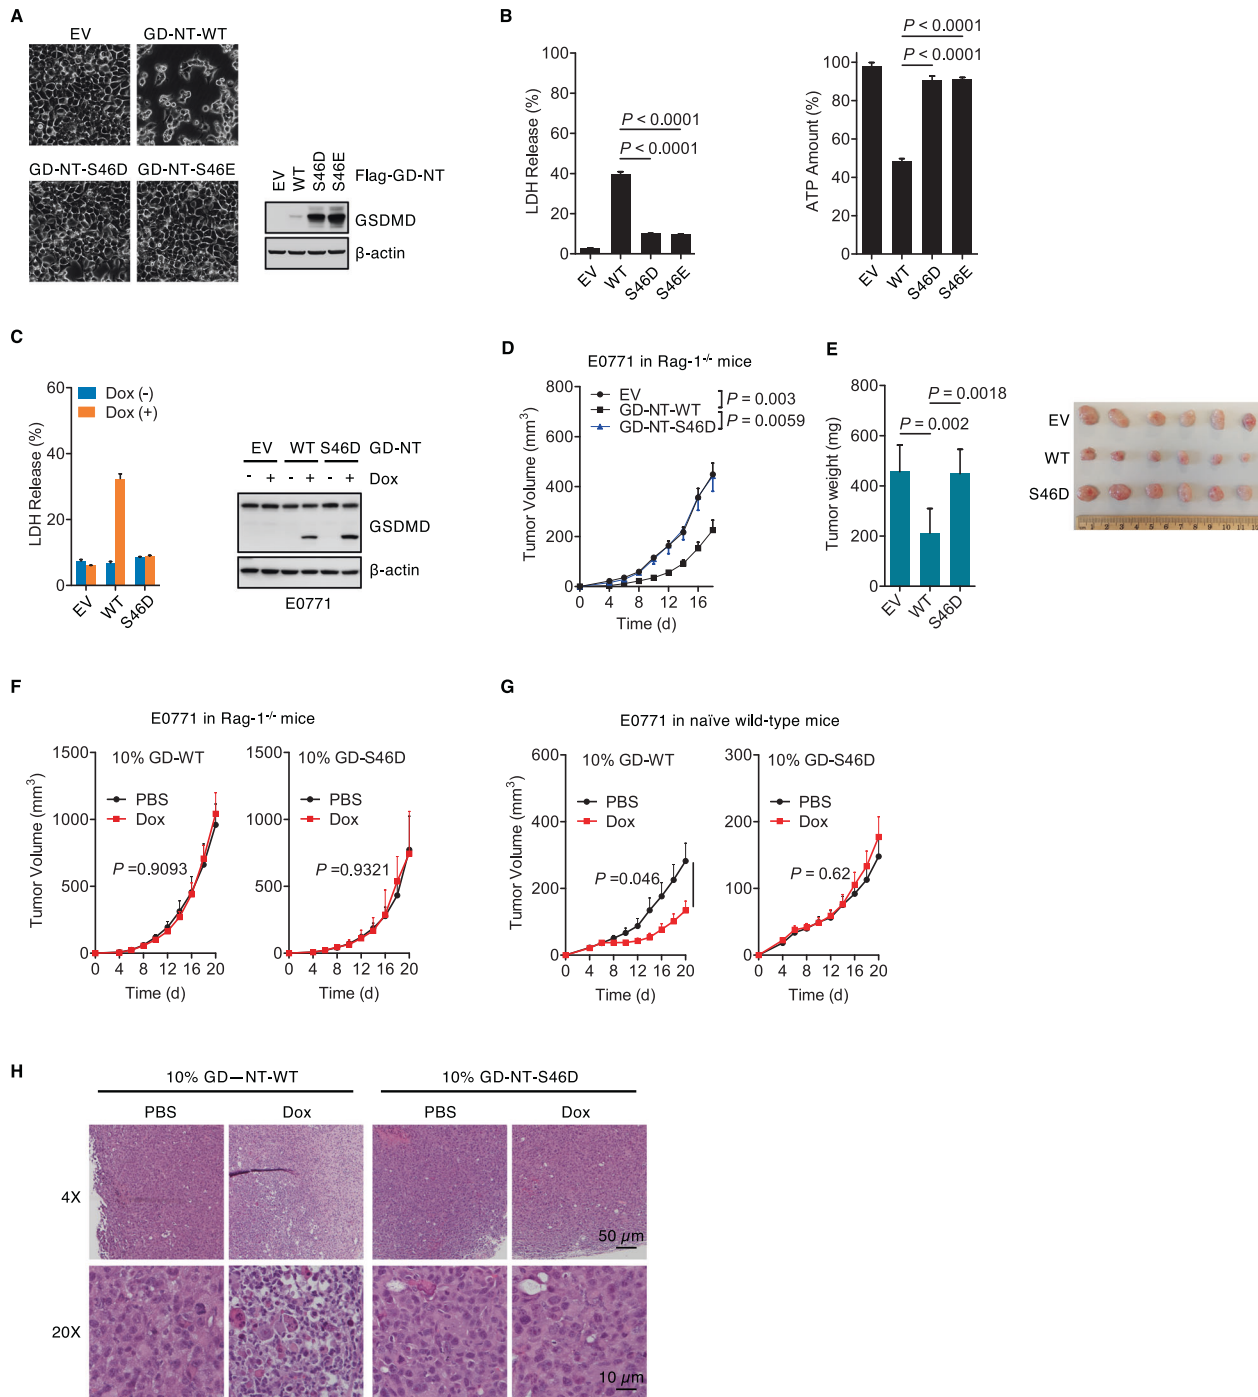 A
EV
GD-NT-WT
GD-NT-S46D
GD-NT-S46E
EV
WT
S46D
S46E
Flag-GD-NT
GSDMD
β-actin
B
LDH Release (%)
100
80
60
40
20
0
P < 0.0001
P < 0.0001
EV
WT
S46D
S46E
ATP Amount (%)
100
80
60
40
20
0
P < 0.0001
P < 0.0001
EV
WT
S46D
S46E
C
LDH Release (%)
60
40
20
0
Dox (-)
Dox (+)
EV
WT
S46D
EV WT S46D GD-NT
- + - + - + Dox
GSDMD
β-actin
E0771
D
E0771 in Rag-1-/- mice
Tumor Volume (mm3)
800
600
400
200
0
EV
GD-NT-WT
GD-NT-S46D
P = 0.003
P = 0.0059
0 4 8 12 16
Time (d)
E
Tumor weight (mg)
800
600
400
200
0
P = 0.0018
P = 0.002
EV
WT
S46D
EV
WT
S46D
F
E0771 in Rag-1-/- mice
Tumor Volume (mm3)
1500
1000
500
0
10% GD-WT
PBS
Dox
P =0.9093
0 4 8 12 16 20
Time (d)
1500
1000
500
0
10% GD-S46D
PBS
Dox
P =0.9321
0 4 8 12 16 20
Time (d)
G
E0771 in naïve wild-type mice
Tumor Volume (mm3)
600
400
200
0
10% GD-WT
PBS
Dox
P =0.046
0 4 8 12 16 20
Time (d)
300
200
100
0
10% GD-S46D
PBS
Dox
P = 0.62
0 4 8 12 16 20
Time (d)
H
10% GD—NT-WT
10% GD-NT-S46D
PBS Dox PBS Dox
4X
50 µm
20X
10 µm